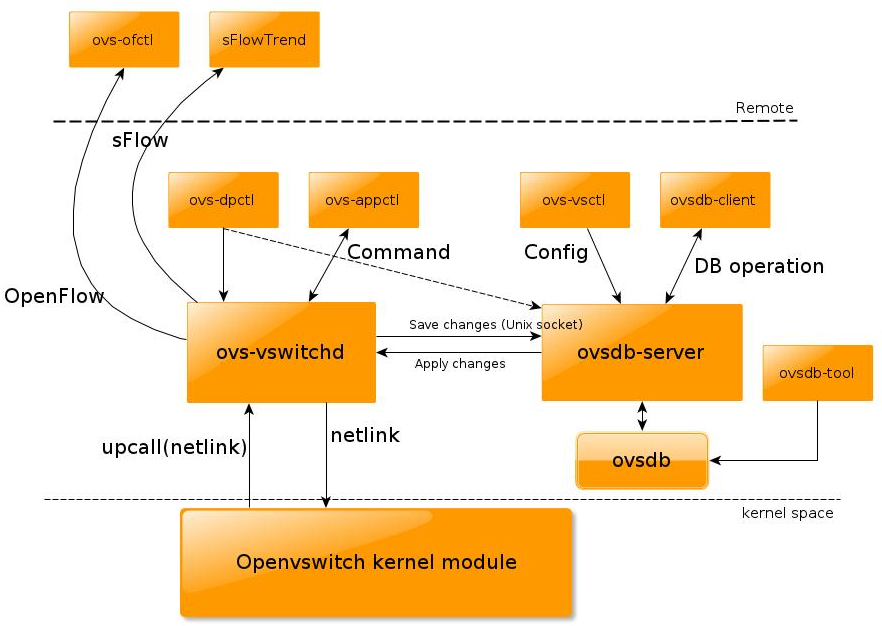 ovs-ofctl
sFlowTrend
Remote
sFlow
ovs-dpctl
ovs-appctl
ovs-vsctl
ovsdb-client
Command
Config
DB operation
OpenFlow
Save changes (Unix socket)
ovs-vswitchd
ovsdb-server
Apply changes
ovsdb-tool
netlink
upcall(netlink)
ovsdb
kernel space
Openvswitch kernel module